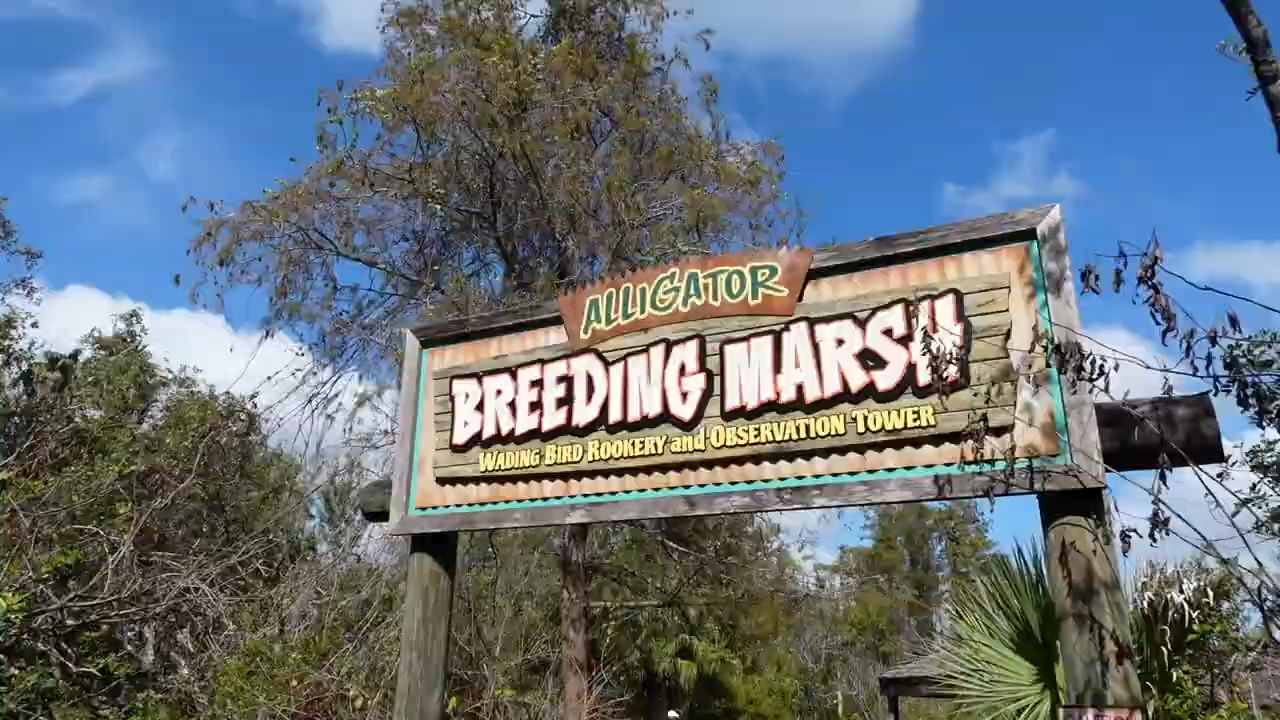 ALLIGATOR
BREEDING MARSH
WADING BIRD ROOKERY and OBSERVATION TOWER